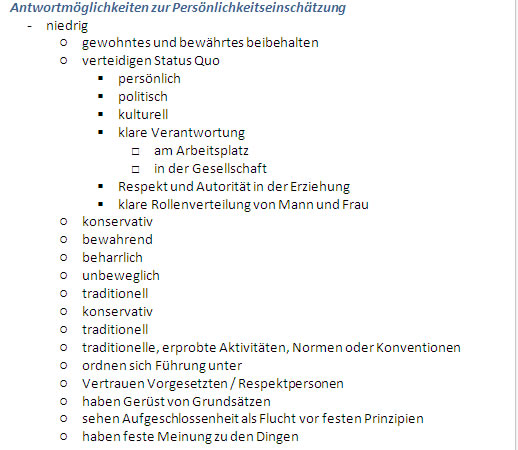 Antwortmöglichkeiten zur Persönlichkeitseinschätzung
- niedrig
○ gewohntes und bewährtes beibehalten
○ verteidigen Status Quo
▪ persönlich
▪ politisch
▪ kulturell
▪ klare Verantwortung
□ am Arbeitsplatz
□ in der Gesellschaft
▪ Respekt und Autorität in der Erziehung
▪ klare Rollenverteilung von Mann und Frau
○ konservativ
○ bewahrend
○ beharrlich
○ unbeweglich
○ traditionell
○ konservativ
○ traditionell
○ traditionelle, erprobte Aktivitäten, Normen oder Konventionen
○ ordnen sich Führung unter
○ Vertrauen Vorgesetzten / Respektpersonen
○ haben Gerüst von Grundsätzen
○ sehen Aufgeschlossenheit als Flucht vor festen Prinzipien
○ haben feste Meinung zu den Dingen